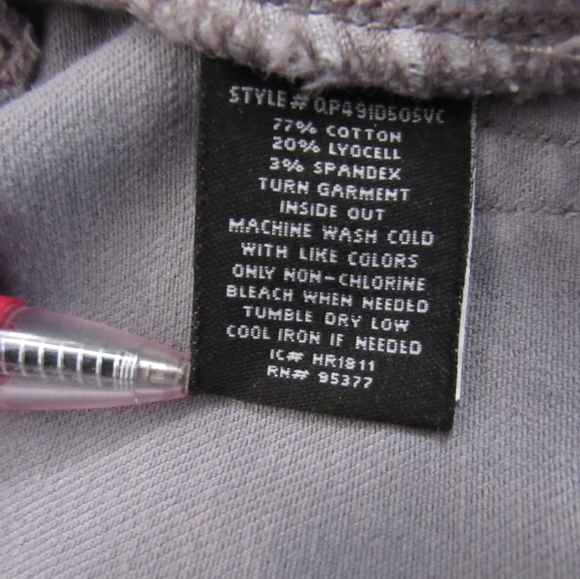 STYLE# QP491D50SVC
77% COTTON
20% LYOCELL
3% SPANDEX
TURN GARMENT
INSIDE OUT
MACHINE WASH COLD
WITH LIKE COLORS
ONLY NON-CHLORINE
BLEACH WHEN NEEDED
TUMBLE DRY LOW
COOL IRON IF NEEDED
IC# HR1811
RN# 95377